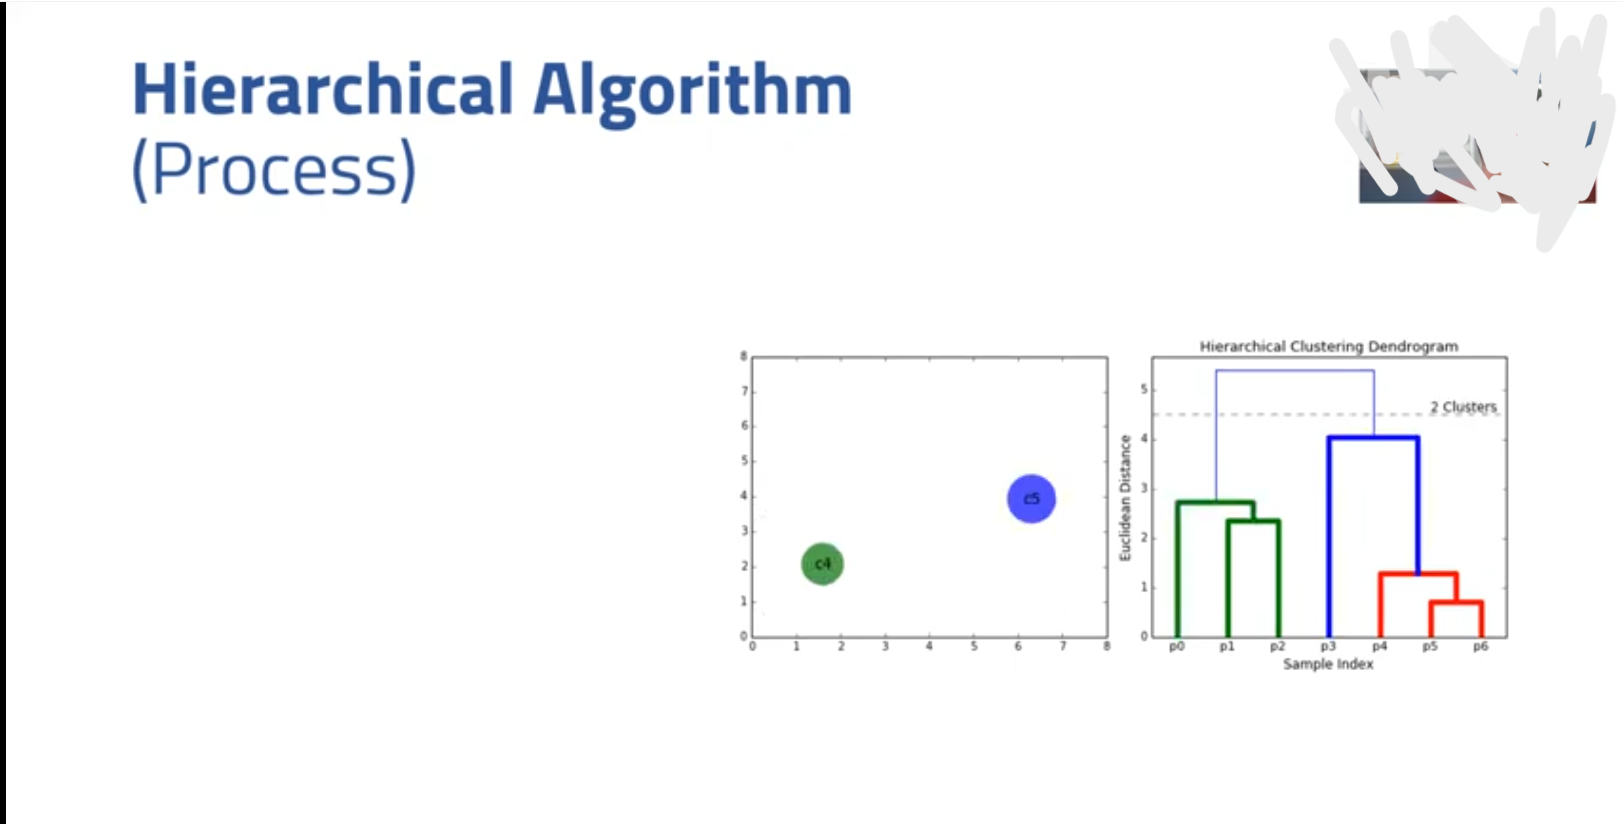 Hierarchical Algorithm
(Process)
8
7
6
5
4
3
2
1
0
0 1 2 3 4 5 6 7 8
c5
c4
Hierarchical Clustering Dendrogram
2 Clusters
Euclidean Distance
5
4
3
2
1
0
p0 p1 p2 p3 p4 p5 p6
Sample Index